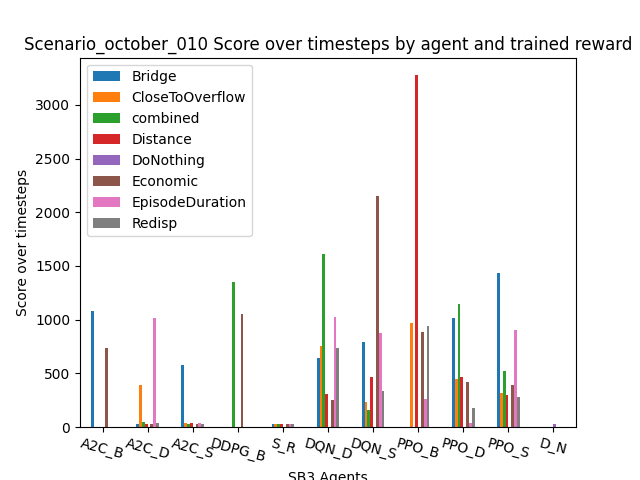 Scenario_october_010 Score over timesteps by agent and trained reward
Bridge
CloseToOverflow
combined
Distance
DoNothing
Economic
EpisodeDuration
Redisp
Score over timesteps
3000
2500
2000
1500
1000
500
0
A2C_B A2C_D A2C_S DDPG_B S_R DQN_D DQN_S PPO_B PPO_D PPO_S D_N
SB3 Agents